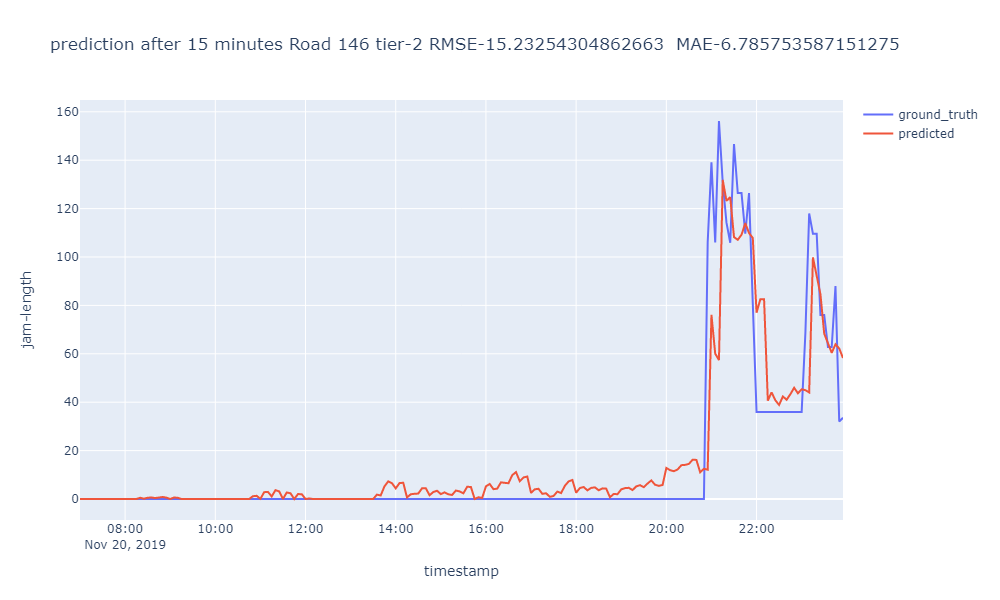 prediction after 15 minutes Road 146 tier-2 RMSE-15.23254304862663  MAE-6.785753587151275
ground_truth
predicted
160
140
120
100
80
60
40
20
0
jam-length
08:00 10:00 12:00 14:00 16:00 18:00 20:00 22:00
Nov 20, 2019
timestamp